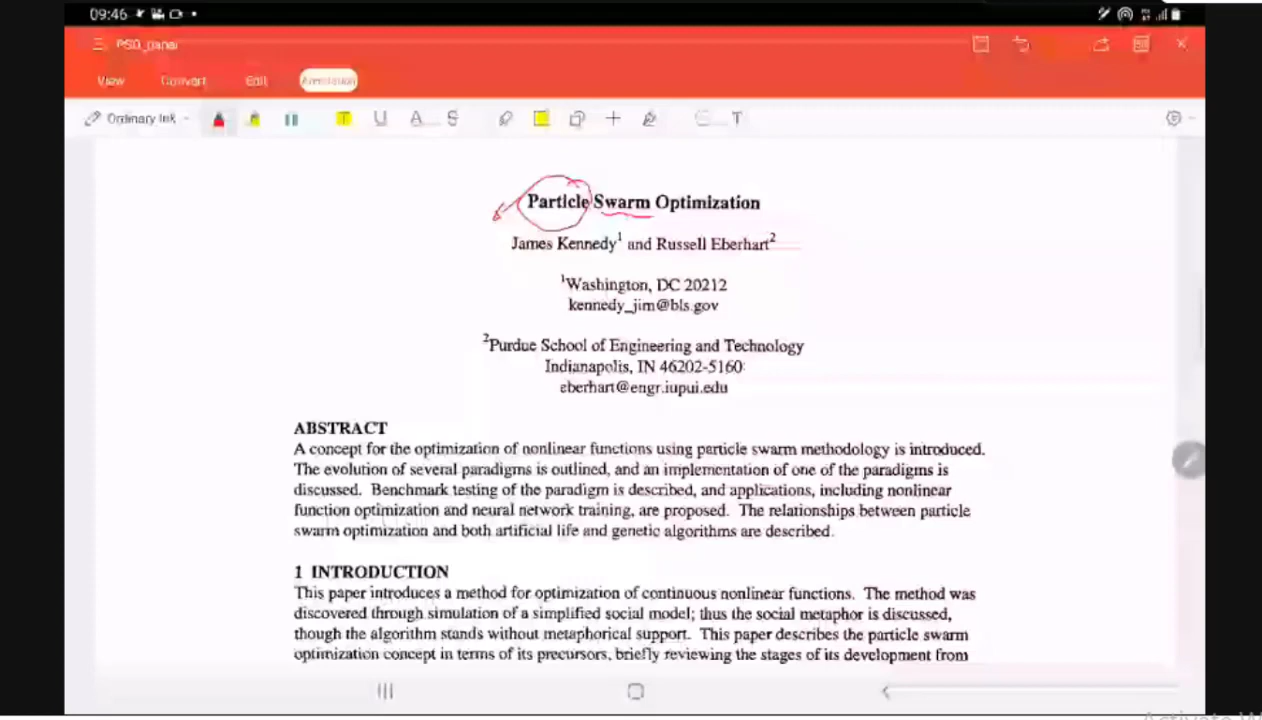 09:46
PSO_paper
View Convert Edit Annotation
Ordinary Ink T U A S T
Particle Swarm Optimization
James Kennedy1 and Russell Eberhart2
1Washington, DC 20212
kennedy_jim@bls.gov
2Purdue School of Engineering and Technology
Indianapolis, IN 46202-5160
eberhart@engr.iupui.edu
ABSTRACT
A concept for the optimization of nonlinear functions using particle swarm methodology is introduced.
The evolution of several paradigms is outlined, and an implementation of one of the paradigms is
discussed. Benchmark testing of the paradigm is described, and applications, including nonlinear
function optimization and neural network training, are proposed. The relationships between particle
swarm optimization and both artificial life and genetic algorithms are described.
1 INTRODUCTION
This paper introduces a method for optimization of continuous nonlinear functions. The method was
discovered through simulation of a simplified social model; thus the social metaphor is discussed,
though the algorithm stands without metaphorical support. This paper describes the particle swarm
optimization concept in terms of its precursors, briefly reviewing the stages of its development from